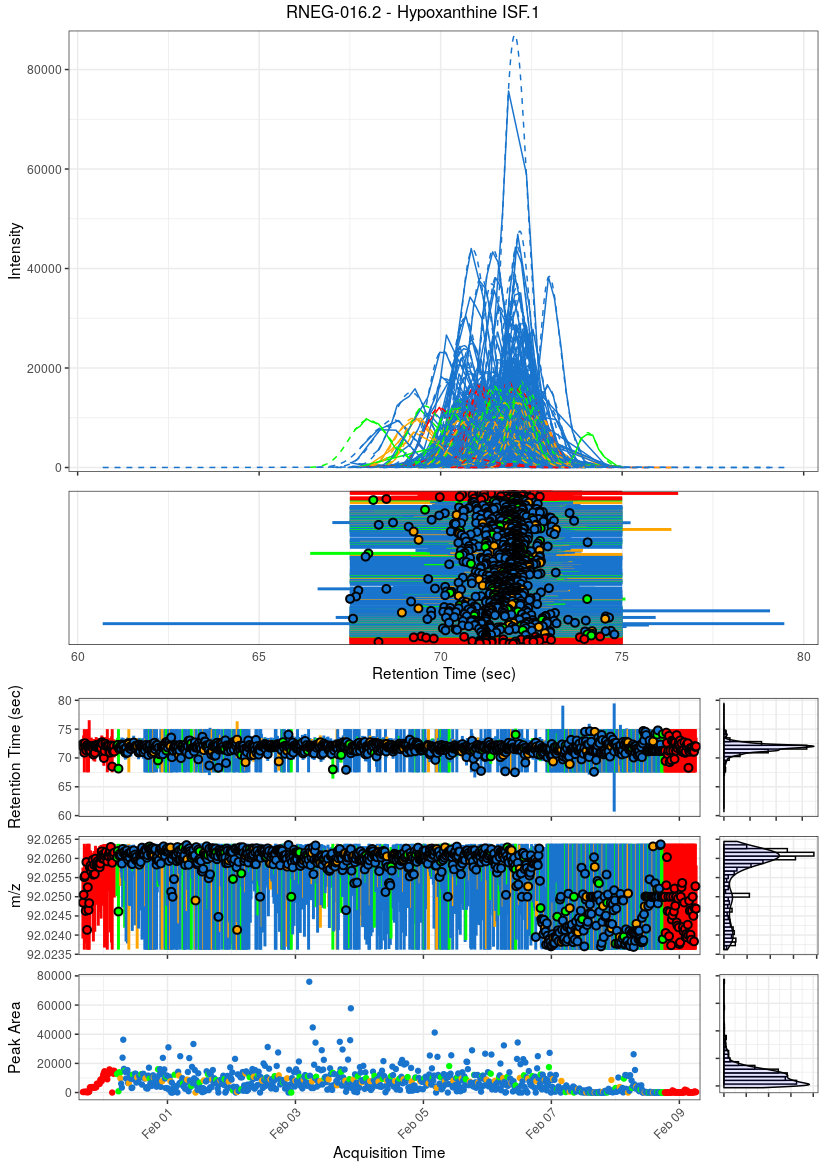 RNEG-016.2 - Hypoxanthine ISF.1
Intensity
80000
60000
40000
20000
0
60
65
70
75
80
Retention Time (sec)
Retention Time (sec)
80
75
70
65
60
m/z
92.0265
92.0260
92.0255
92.0250
92.0245
92.0240
92.0235
Peak Area
80000
60000
40000
20000
0
Feb 01
Feb 03
Feb 05
Feb 07
Feb 09
Acquisition Time